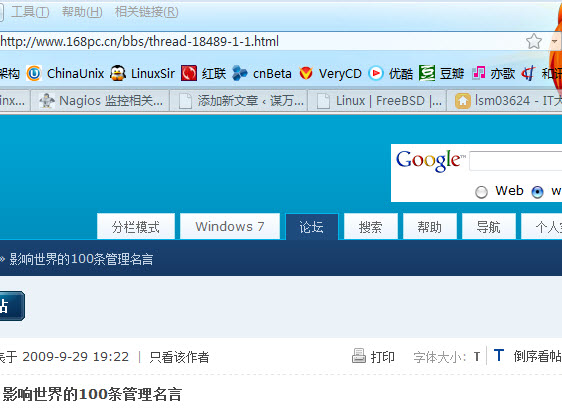 工具(T) 帮助(H) 相关链接(R)
http://www.168pc.cn/bbs/thread-18489-1-1.html
架构 ChinaUnix LinuxSir 红联 cnBeta VeryCD 优酷 豆瓣 亦歌 和讯
inx... Nagios 监控相关... 添加新文章 ‹ 谋万... Linux | FreeBSD |... lsm03624 - IT
Google™
Web w
分栏模式 Windows 7 论坛 搜索 帮助 导航 个人
» 影响世界的100条管理名言
帖
表于 2009-9-29 19:22 | 只看该作者 打印 字体大小: T | T 倒序看帖
影响世界的100条管理名言